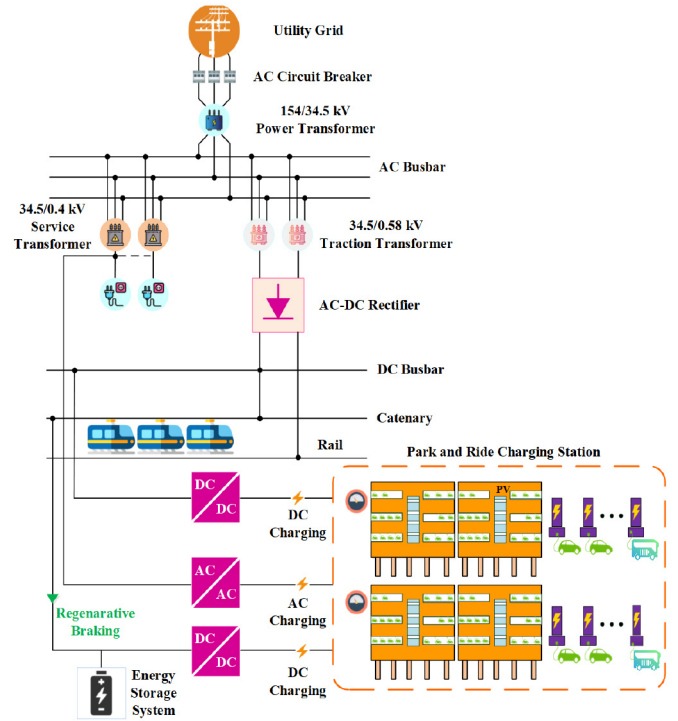 Utility Grid
AC Circuit Breaker
154/34.5 kV
Power Transformer
AC Busbar
34.5/0.4 kV
Service
Transformer
34.5/0.58 kV
Traction Transformer
AC-DC Rectifier
DC Busbar
Catenary
Rail
Park and Ride Charging Station
PV
DC
DC
DC
Charging
AC
AC
AC
Charging
Regenarative
Braking
DC
DC
DC
Charging
Energy
Storage
System